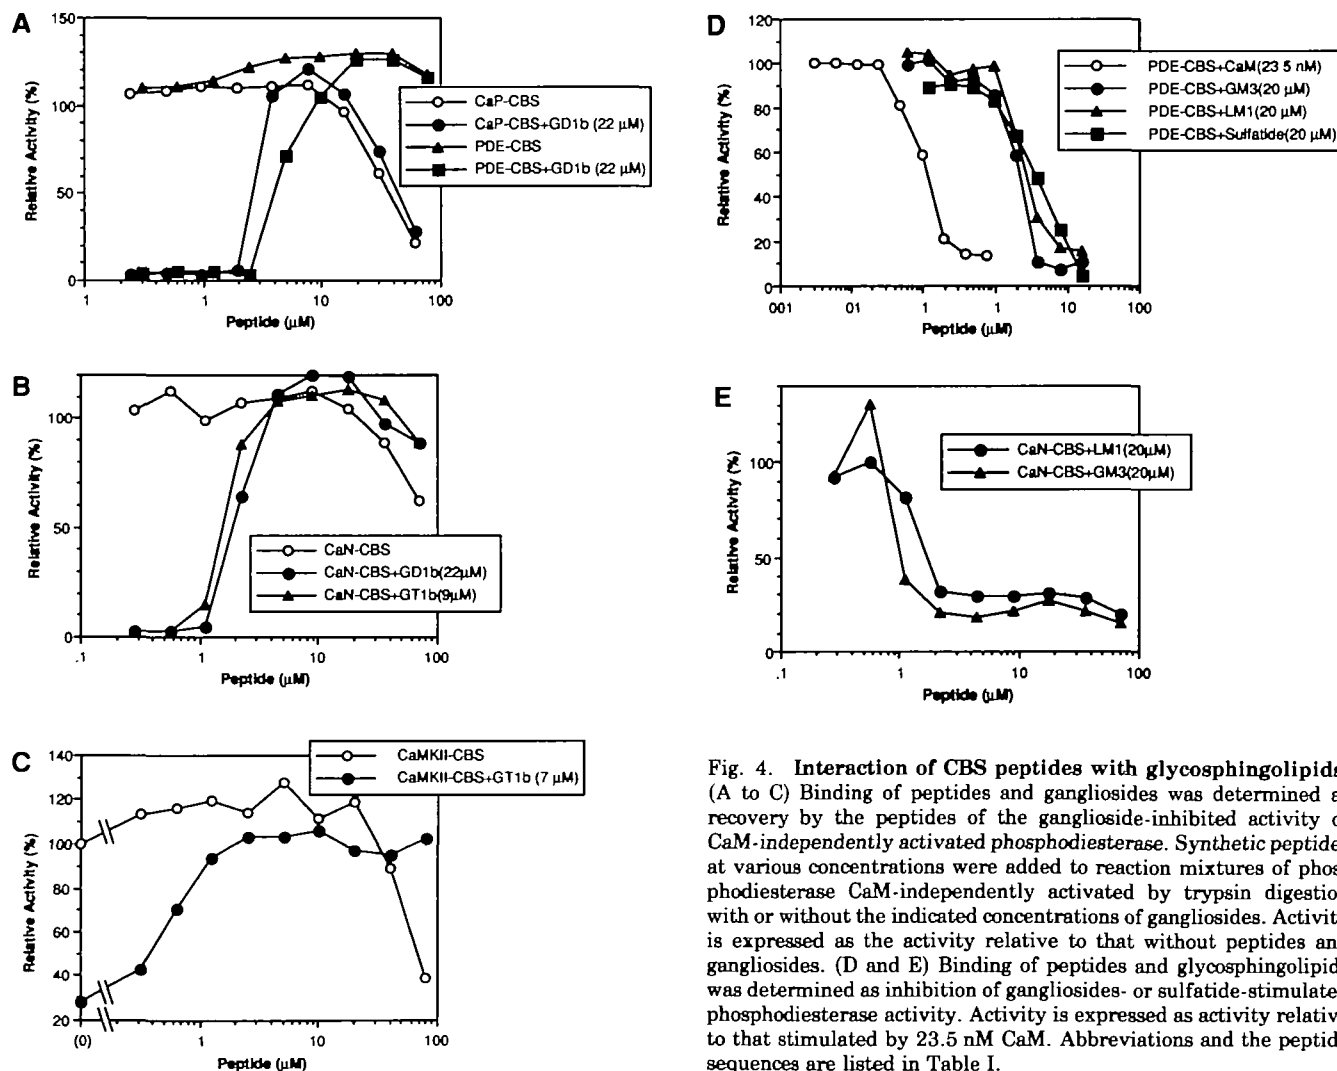 A
150
100
50
0
Relative Activity (%)
1
1
10
100
Peptide (μM)
CaP-CBS
CaP-CBS+GD1b (22 μM)
PDE-CBS
PDE-CBS+GD1b (22 μM)
B
100
50
0
Relative Activity (%)
.1
1
10
100
Peptide (μM)
CaN-CBS
CaN-CBS+GD1b(22μM)
CaN-CBS+GT1b(9μM)
C
140
120
100
80
60
40
20
Relative Activity (%)
(0)
1
10
100
Peptide (μM)
CaMKII-CBS
CaMKII-CBS+GT1b (7 μM)
D
120
100
80
60
40
20
0
Relative Activity (%)
001
01
1
1
10
100
Peptide (μM)
PDE-CBS+CaM(23 5 nM)
PDE-CBS+GM3(20 μM)
PDE-CBS+LM1(20 μM)
PDE-CBS+Sulfatide(20 μM)
E
100
50
0
Relative Activity (%)
.1
1
10
100
Peptide (μM)
CaN-CBS+LM1(20μM)
CaN-CBS+GM3(20μM)
Fig. 4. Interaction of CBS peptides with glycosphingolipids
(A to C) Binding of peptides and gangliosides was determined a
recovery by the peptides of the ganglioside-inhibited activity o
CaM-independently activated phosphodiesterase. Synthetic peptide
at various concentrations were added to reaction mixtures of phos
phodiesterase CaM-independently activated by trypsin digestio
with or without the indicated concentrations of gangliosides. Activit
is expressed as the activity relative to that without peptides an
gangliosides. (D and E) Binding of peptides and glycosphingolipid
was determined as inhibition of gangliosides- or sulfatide-stimulate
phosphodiesterase activity. Activity is expressed as activity relativ
to that stimulated by 23.5 nM CaM. Abbreviations and the peptid
sequences are listed in Table I.